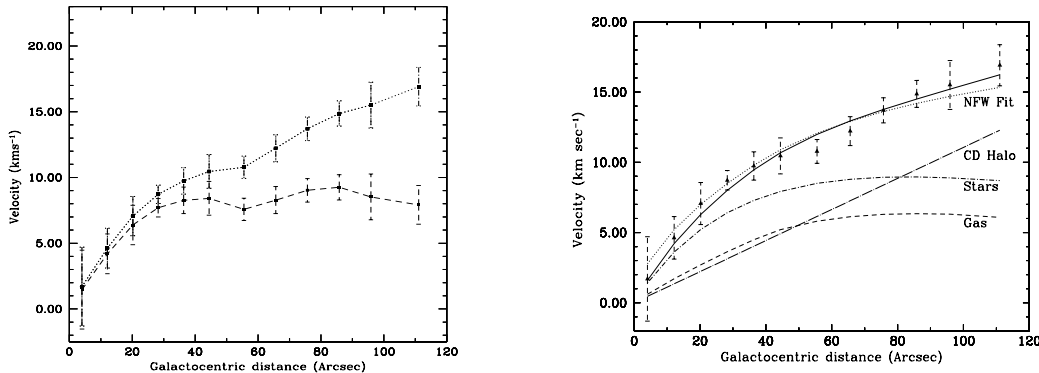 20.00
15.00
10.00
5.00
0.00
Velocity (kms⁻¹)
0 20 40 60 80 100 120
Galactocentric distance (Arcsec)
20.00
15.00
10.00
5.00
0.00
Velocity (km sec⁻¹)
NFW Fit
CD Halo
Stars
Gas
0 20 40 60 80 100 120
Galactocentric distance (Arcsec)